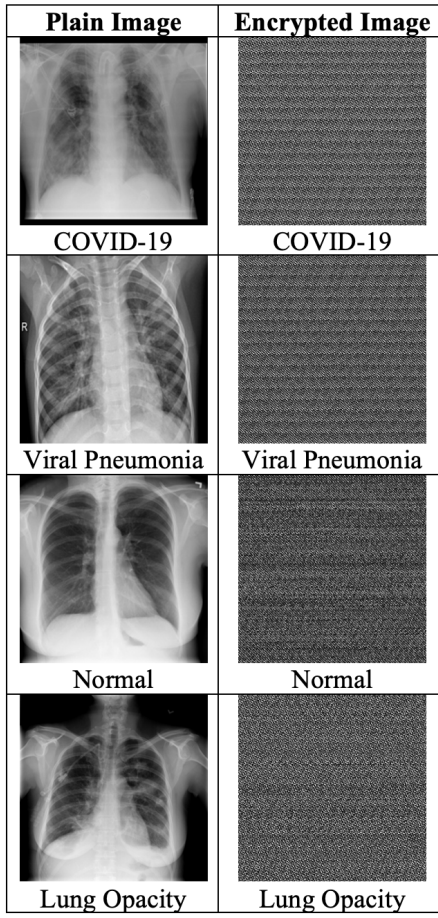 Plain Image Encrypted Image
R
COVID-19 COVID-19
Viral Pneumonia Viral Pneumonia
Normal Normal
Lung Opacity Lung Opacity